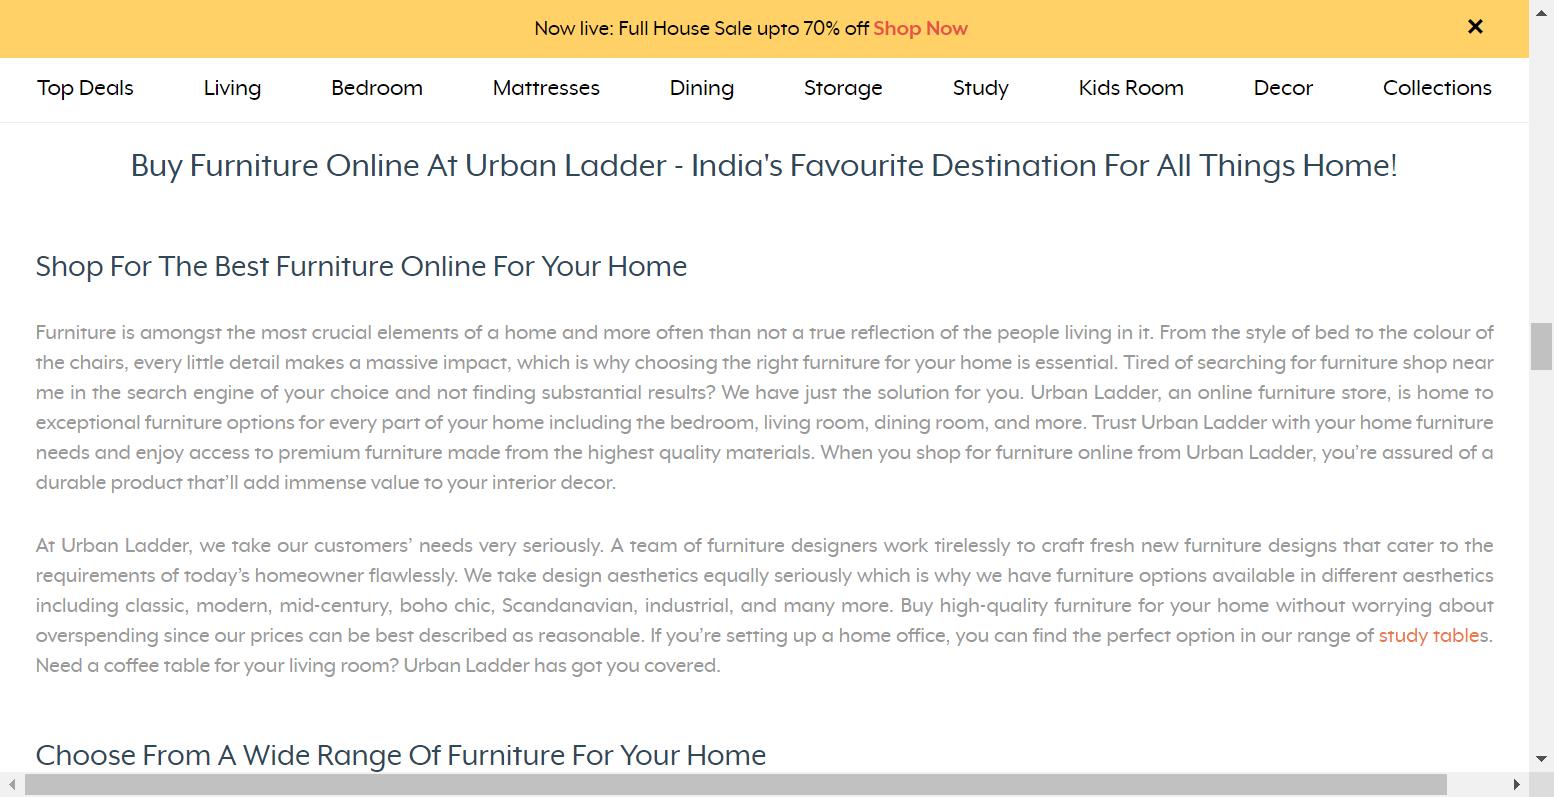 Now live: Full House Sale upto 70% off Shop Now
Top Deals Living Bedroom Mattresses Dining Storage Study Kids Room Decor Collections
Buy Furniture Online At Urban Ladder - India's Favourite Destination For All Things Home!
Shop For The Best Furniture Online For Your Home
Furniture is amongst the most crucial elements of a home and more often than not a true reflection of the people living in it. From the style of bed to the colour of
the chairs, every little detail makes a massive impact, which is why choosing the right furniture for your home is essential. Tired of searching for furniture shop near
me in the search engine of your choice and not finding substantial results? We have just the solution for you. Urban Ladder, an online furniture store, is home to
exceptional furniture options for every part of your home including the bedroom, living room, dining room, and more. Trust Urban Ladder with your home furniture
needs and enjoy access to premium furniture made from the highest quality materials. When you shop for furniture online from Urban Ladder, you’re assured of a
durable product that’ll add immense value to your interior decor.
At Urban Ladder, we take our customers’ needs very seriously. A team of furniture designers work tirelessly to craft fresh new furniture designs that cater to the
requirements of today’s homeowner flawlessly. We take design aesthetics equally seriously which is why we have furniture options available in different aesthetics
including classic, modern, mid-century, boho chic, Scandanavian, industrial, and many more. Buy high-quality furniture for your home without worrying about
overspending since our prices can be best described as reasonable. If you’re setting up a home office, you can find the perfect option in our range of study tables.
Need a coffee table for your living room? Urban Ladder has got you covered.
Choose From A Wide Range Of Furniture For Your Home